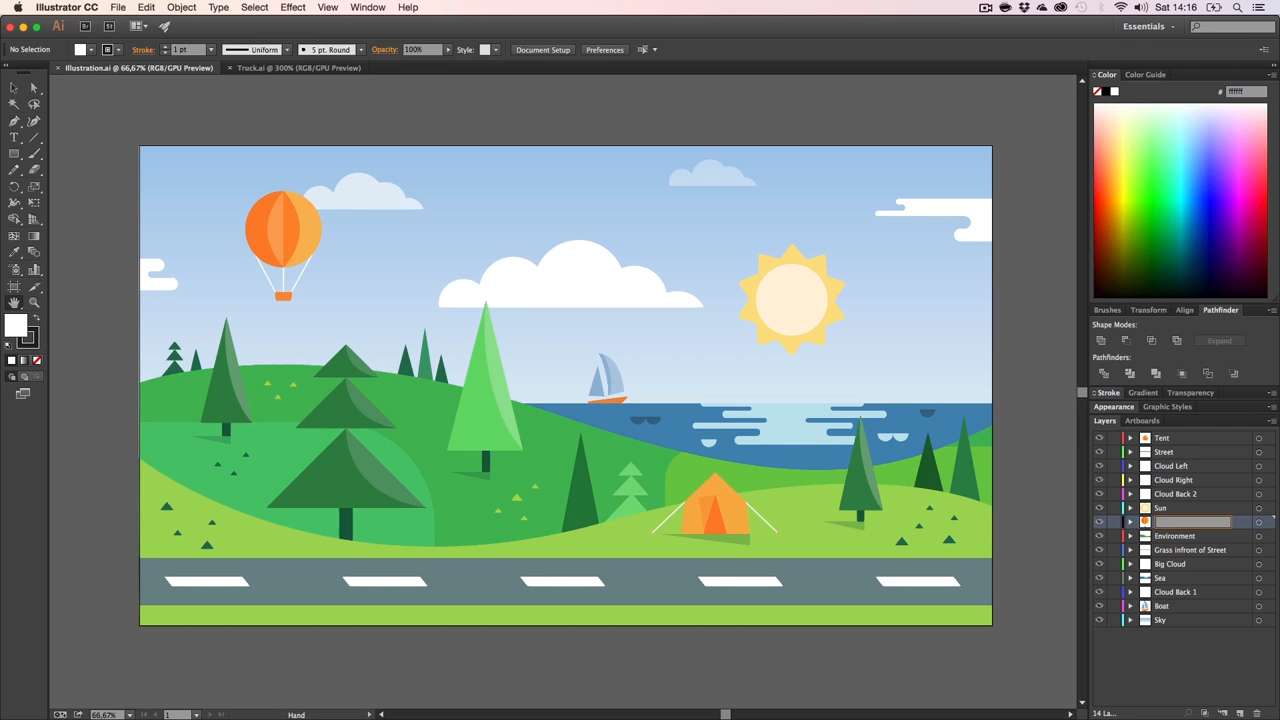 Illustrator CC File Edit Object Type Select Effect View Window Help Sat 14:16
Ai Br St Essentials
No Selection Stroke: 1 pt Uniform 5 pt. Round Opacity: 100% Style: Document Setup Preferences
× Illustration.ai @ 66,67% (RGB/GPU Preview) × Truck.ai @ 300% (RGB/GPU Preview)
Color Color Guide
# ffffff
Brushes Transform Align Pathfinder
Shape Modes:
Expand
Pathfinders:
Stroke Gradient Transparency
Appearance Graphic Styles
Layers Artboards
Tent
Street
Cloud Left
Cloud Right
Cloud Back 2
Sun
Environment
Grass infront of Street
Big Cloud
Sea
Cloud Back 1
Boat
Sky
66,67% 1 Hand 14 La...